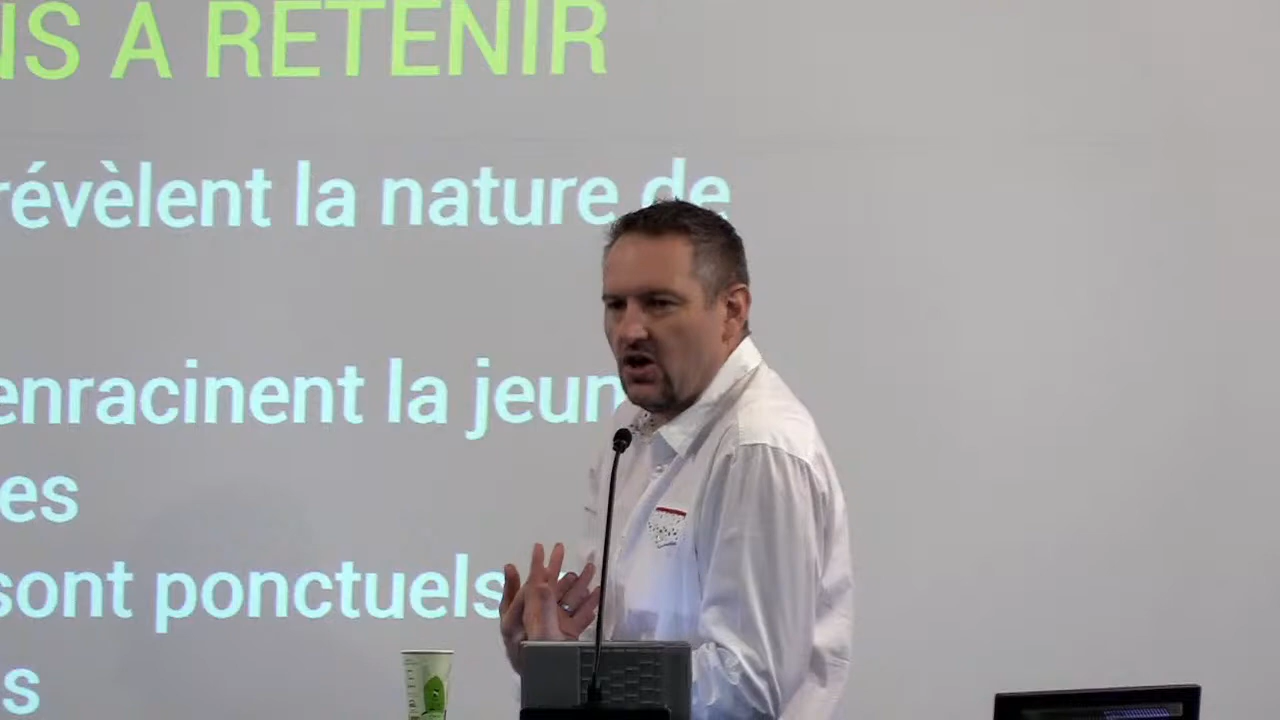 NS A RETENIR
révèlent la nature de
enracinent la jeun
es
sont ponctuels
s